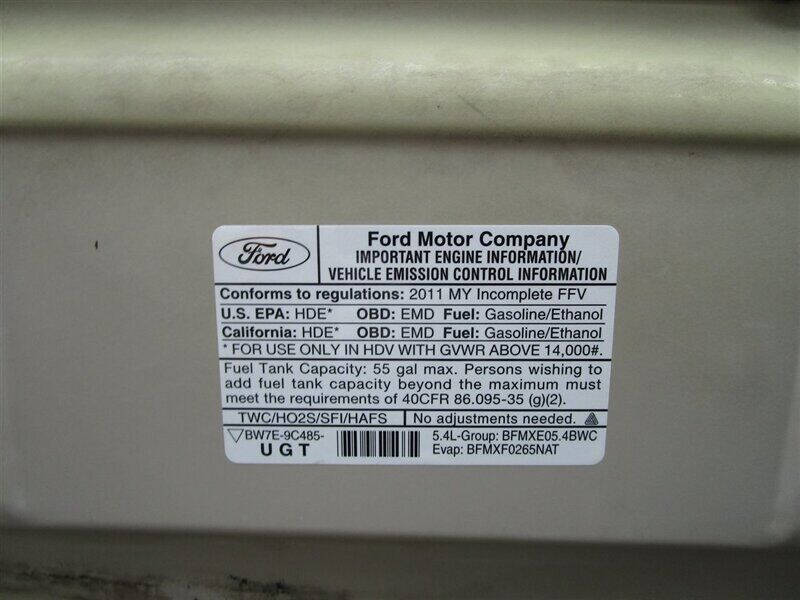 Ford
Ford Motor Company
IMPORTANT ENGINE INFORMATION/
VEHICLE EMISSION CONTROL INFORMATION
Conforms to regulations: 2011 MY Incomplete FFV
U.S. EPA: HDE* OBD: EMD Fuel: Gasoline/Ethanol
California: HDE* OBD: EMD Fuel: Gasoline/Ethanol
* FOR USE ONLY IN HDV WITH GVWR ABOVE 14,000#.
Fuel Tank Capacity: 55 gal max. Persons wishing to
add fuel tank capacity beyond the maximum must
meet the requirements of 40CFR 86.095-35 (g)(2).
TWC/HO2S/SFI/HAFS No adjustments needed.
BW7E-9C485- 5.4L-Group: BFMXE05.4BWC
UGT Evap: BFMXF0265NAT